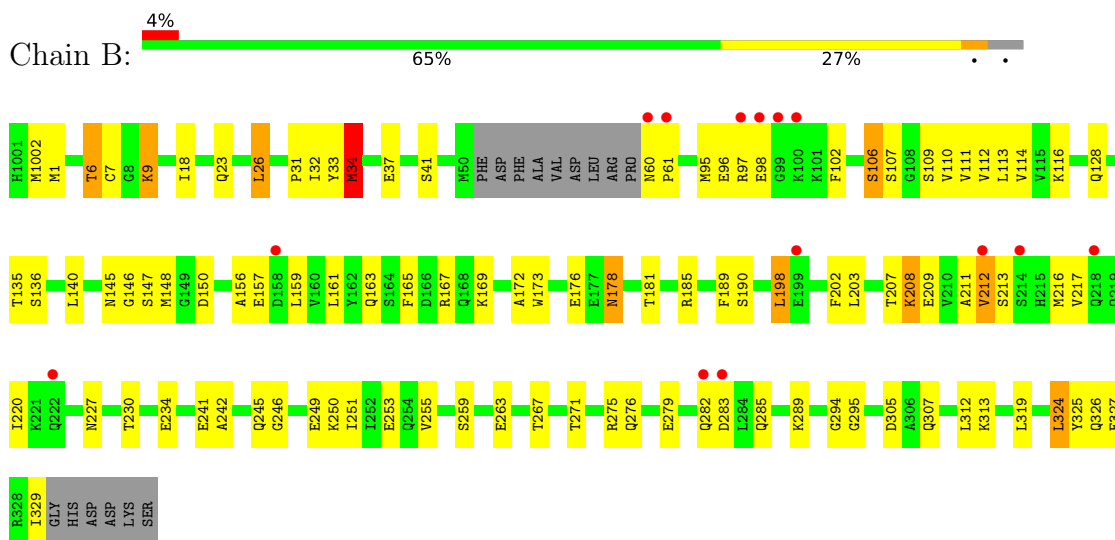 4%
Chain B:
65% 27% • •
H1001 M1002 M1 T6 C7 G8 K9 I18 Q23 L26 P31 I32 Y33 M34 E37 S41 M50 PHE ASP PHE ALA VAL ASP LEU ARG PRO N60 P61 M95 E96 R97 E98 G99 K100 K101 F102 S106 S107 G108 S109 V110 V111 V112 L113 V114 V115 K116 Q128
T135 S136 L140 N145 G146 S147 M148 G149 D150 A156 E157 D158 L159 V160 L161 Y162 Q163 S164 F165 D166 R167 Q168 K169 A172 W173 E176 E177 N178 T181 R185 F189 S190 L198 E199 F202 L203 T207 K208 E209 V210 A211 V212 S213 S214 H215 M216 V217 Q218
I220 K221 Q222 N227 T230 E234 E241 A242 Q245 G246 E249 K250 I251 I252 E253 Q254 V255 S259 E263 T267 T271 R275 Q276 E279 Q282 D283 L284 Q285 K289 G294 G295 D305 A306 Q307 L312 K313 L319 L324 Y325 Q326
R328 I329 GLY HIS ASP ASP LYS SER